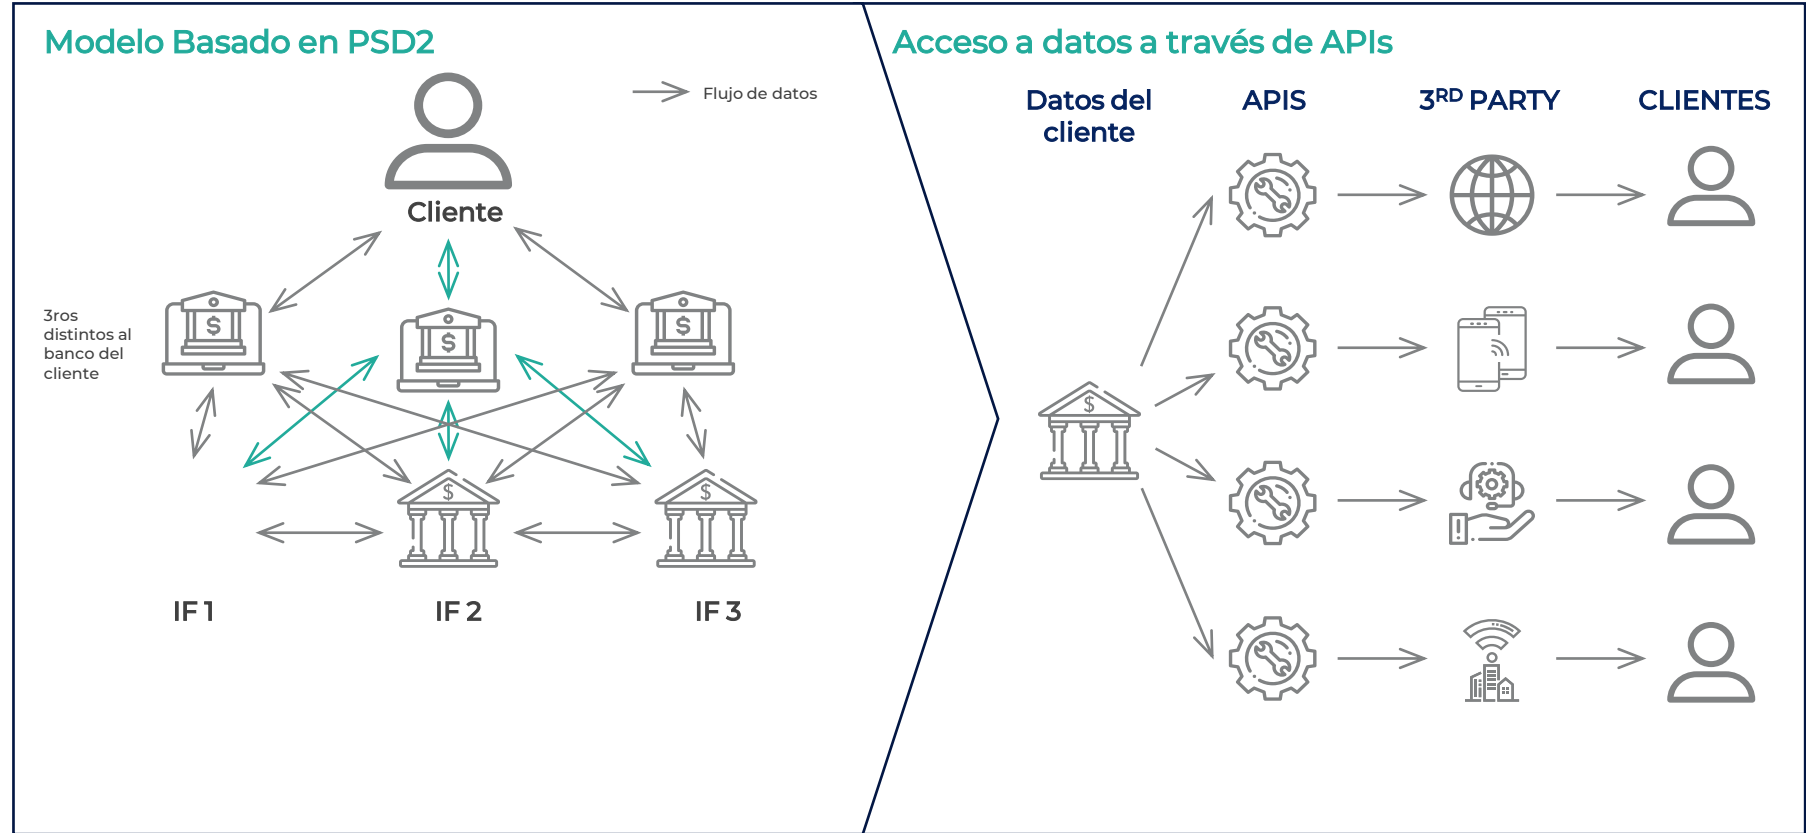 Modelo Basado en PSD2
Flujo de datos
Cliente
3ros
distintos al
banco del
cliente
$
$
$
$
$
IF 1
IF 2
IF 3
Acceso a datos a través de APIs
Datos del
cliente
APIS
3RD PARTY
CLIENTES
$